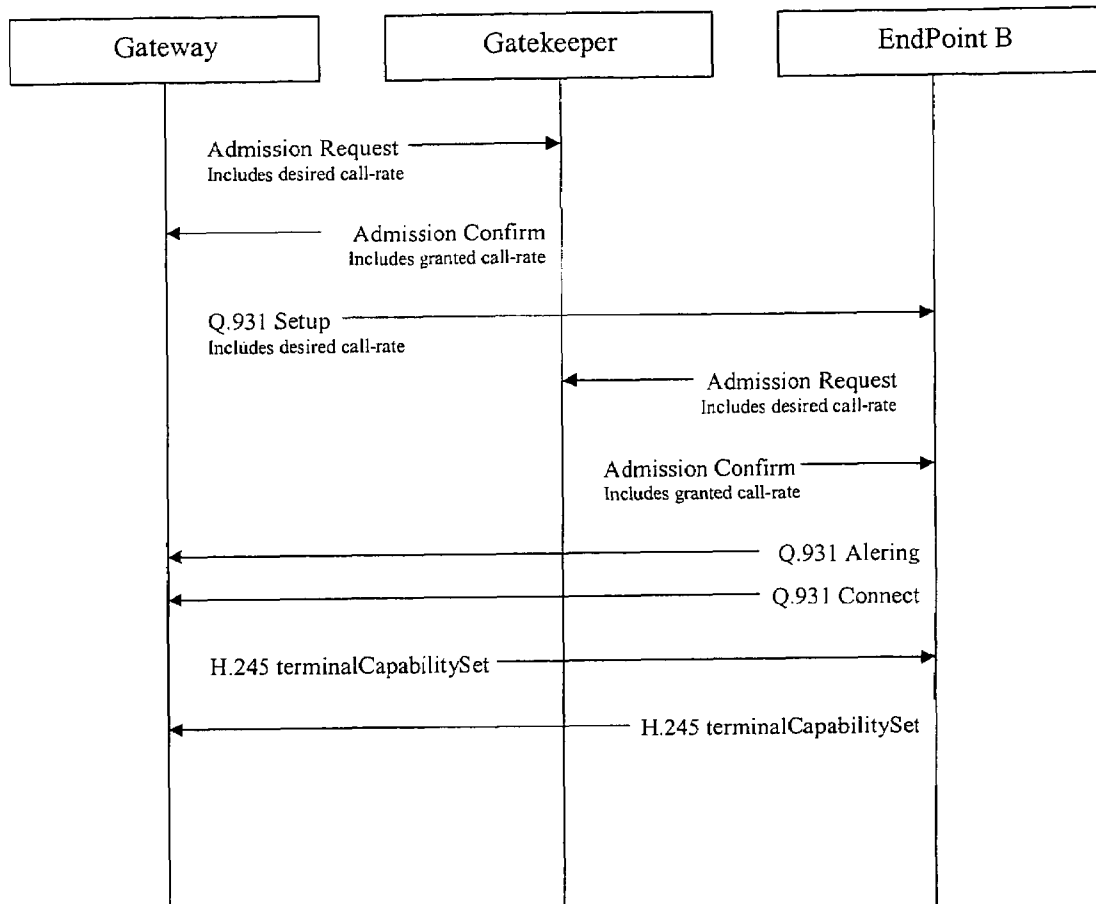 Gateway
Gatekeeper
EndPoint B
Admission Request
Includes desired call-rate
Admission Confirm
Includes granted call-rate
Q.931 Setup
Includes desired call-rate
Admission Request
Includes desired call-rate
Admission Confirm
Includes granted call-rate
Q.931 Alering
Q.931 Connect
H.245 terminalCapabilitySet
H.245 terminalCapabilitySet